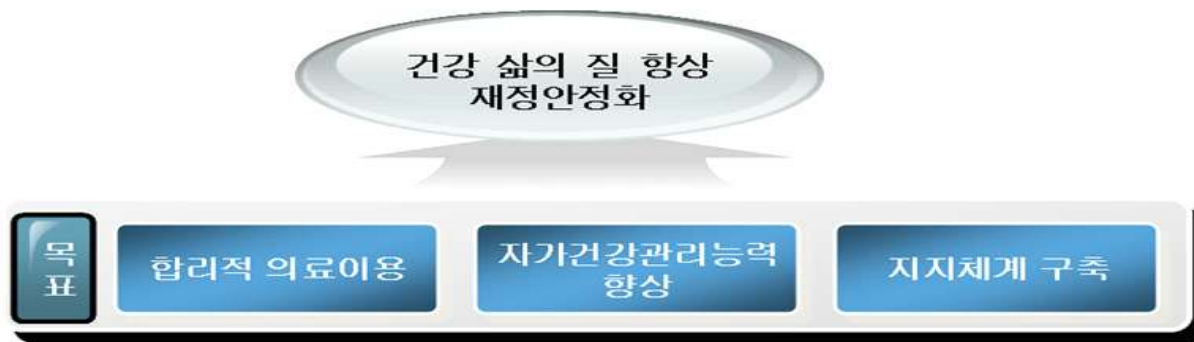 건강 삶의 질 향상
재정안정화
목
표
합리적 의료이용
자가건강관리능력
향상
지지체계 구축